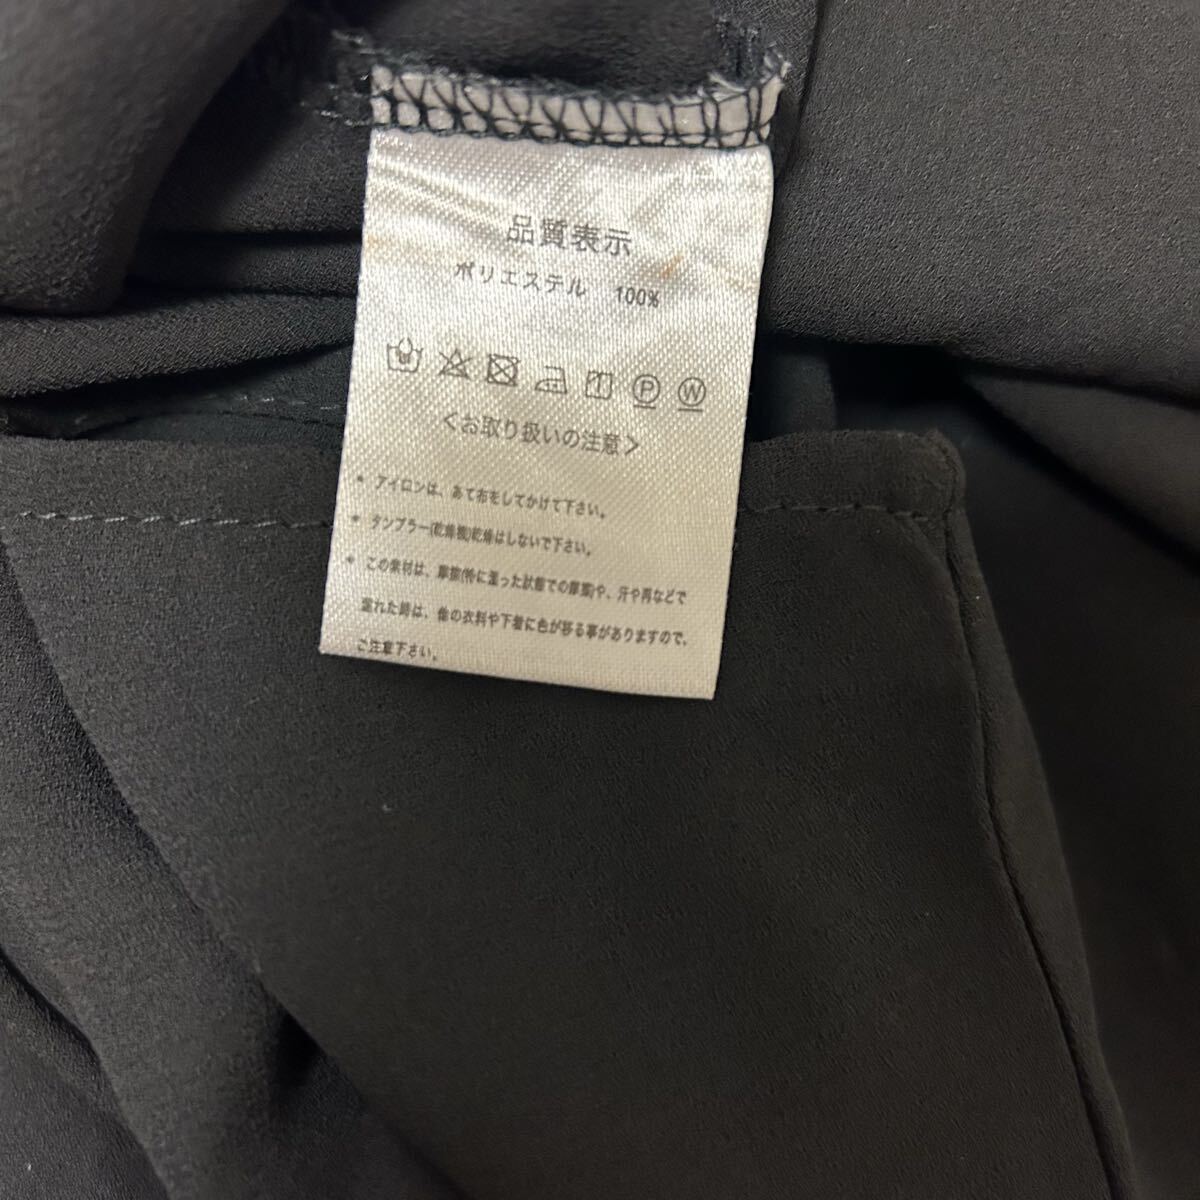 品質表示
ポリエステル 100%
P W
<お取り扱いの注意>
* アイロンは、あて布をしてかけて下さい。
* タンブラー(乾燥機)乾燥はしないで下さい。
* この素材は、摩擦(特に湿った状態での摩擦)や、汗や雨などで
濡れた時は、他の衣料や下着に色が移る事がありますので、
ご注意下さい。